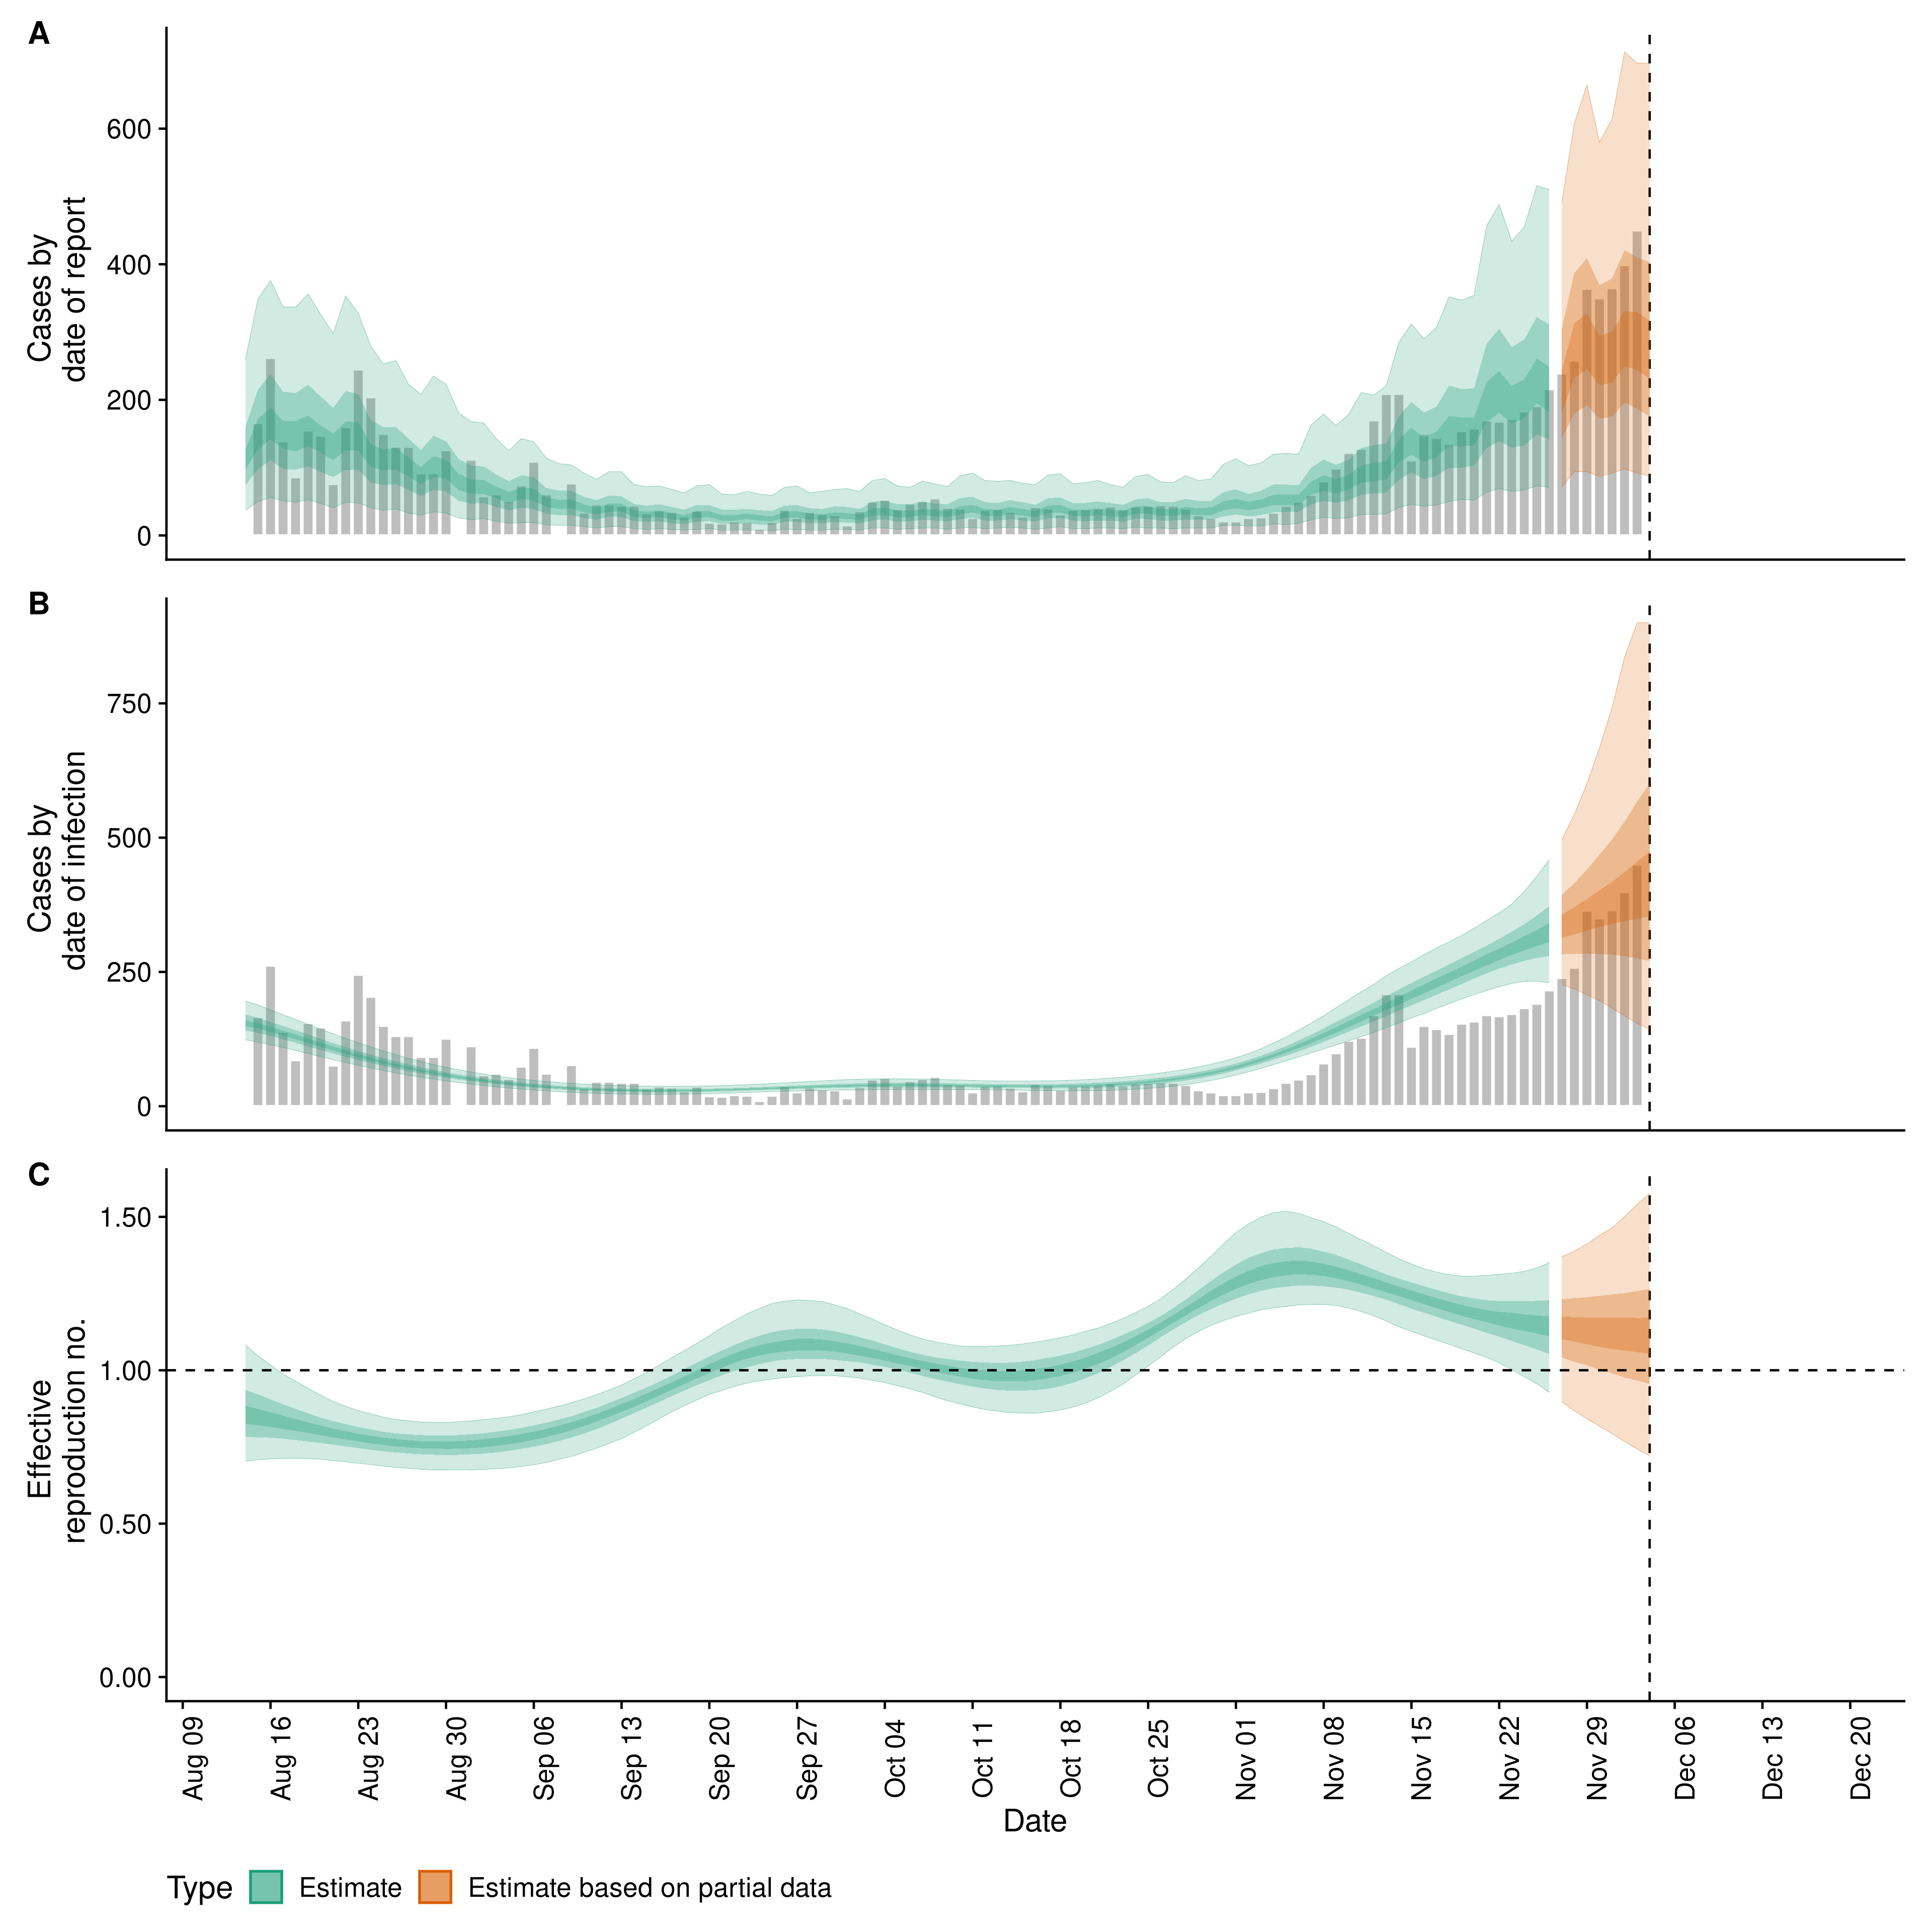 A
Cases by
date of report
600
400
200
0
B
Cases by
date of infection
750
500
250
0
C
Effective
reproduction no.
1.50
1.00
0.50
0.00
Aug 09
Aug 16
Aug 23
Aug 30
Sep 06
Sep 13
Sep 20
Sep 27
Oct 04
Oct 11
Oct 18
Oct 25
Nov 01
Nov 08
Nov 15
Nov 22
Nov 29
Dec 06
Dec 13
Dec 20
Date
Type Estimate Estimate based on partial data